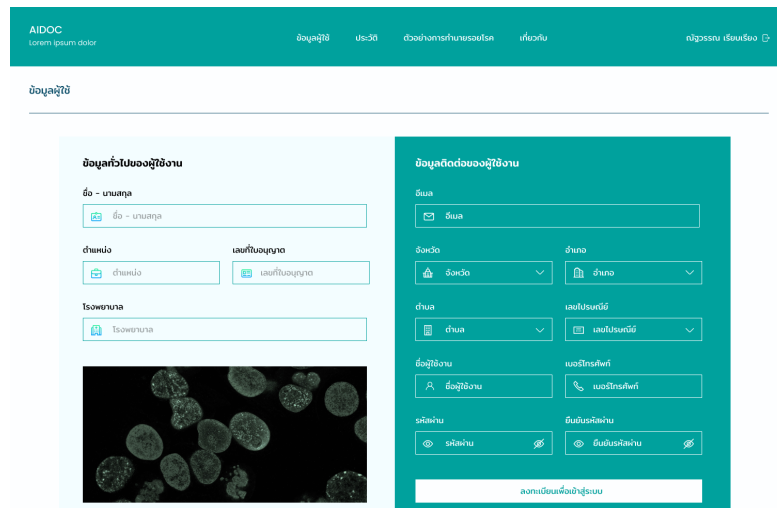 AIDOC
Lorem ipsum dolor
ข้อมูลผู้ใช้ ประวัติ ตัวอย่างการทำนายรอยโรค เกี่ยวกับ ณัฐวรรณ เรียบเรียง
ข้อมูลผู้ใช้
ข้อมูลทั่วไปของผู้ใช้งาน
ชื่อ - นามสกุล
ชื่อ - นามสกุล
ตำแหน่ง เลขที่ใบอนุญาต
ตำแหน่ง เลขที่ใบอนุญาต
โรงพยาบาล
โรงพยาบาล
ข้อมูลติดต่อของผู้ใช้งาน
อีเมล
อีเมล
จังหวัด อำเภอ
จังหวัด อำเภอ
ตำบล เลขไปรษณีย์
ตำบล เลขไปรษณีย์
ชื่อผู้ใช้งาน เบอร์โทรศัพท์
ชื่อผู้ใช้งาน เบอร์โทรศัพท์
รหัสผ่าน ยืนยันรหัสผ่าน
รหัสผ่าน ยืนยันรหัสผ่าน
ลงทะเบียนเพื่อเข้าสู่ระบบ